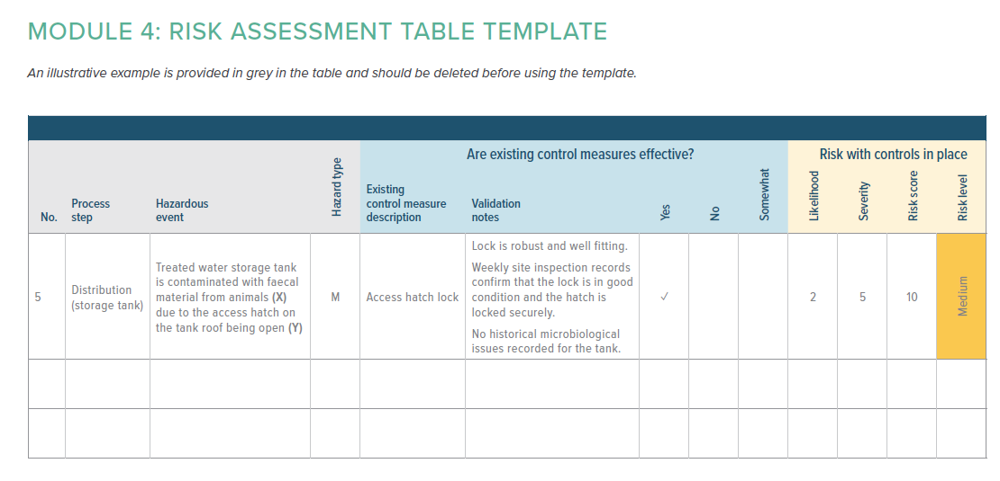 MODULE 4: RISK ASSESSMENT TABLE TEMPLATE
An illustrative example is provided in grey in the table and should be deleted before using the template.
Are existing control measures effective?
Risk with controls in place
No.
Process
step
Hazardous
event
Hazard type
Existing
control measure
description
Validation
notes
Yes
No
Somewhat
Likelihood
Severity
Risk score
Risk level
5
Distribution
(storage tank)
Treated water storage tank
is contaminated with faecal
material from animals (X)
due to the access hatch on
the tank roof being open (Y)
M
Access hatch lock
Lock is robust and well fitting.
Weekly site inspection records
confirm that the lock is in good
condition and the hatch is
locked securely.
No historical microbiological
issues recorded for the tank.
✓
2
5
10
Medium